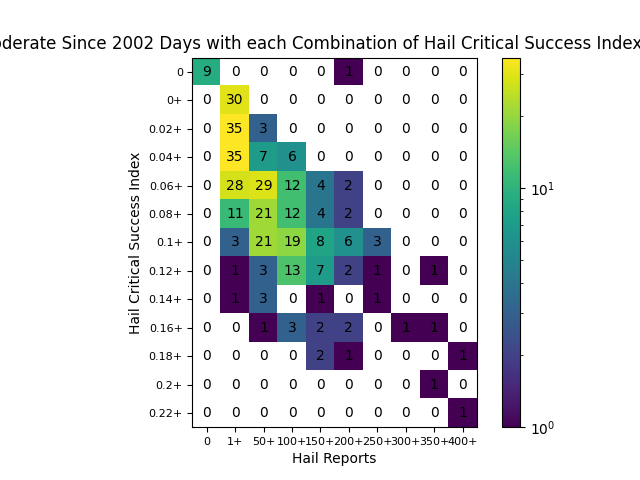 derate Since 2002 Days with each Combination of Hail Critical Success Index
0 9 0 0 0 0 1 0 0 0 0
0+ 0 30 0 0 0 0 0 0 0 0
0.02+ 0 35 3 0 0 0 0 0 0 0
0.04+ 0 35 7 6 0 0 0 0 0 0
0.06+ 0 28 29 12 4 2 0 0 0 0
0.08+ 0 11 21 12 4 2 0 0 0 0
0.1+ 0 3 21 19 8 6 3 0 0 0
0.12+ 0 1 3 13 7 2 1 0 1 0
0.14+ 0 1 3 0 1 0 1 0 0 0
0.16+ 0 0 1 3 2 2 0 1 1 0
0.18+ 0 0 0 0 2 1 0 0 0 1
0.2+ 0 0 0 0 0 0 0 0 1 0
0.22+ 0 0 0 0 0 0 0 0 0 1
0 1+ 50+ 100+ 150+ 200+ 250+ 300+ 350+ 400+
Hail Reports
Hail Critical Success Index
10¹
10⁰